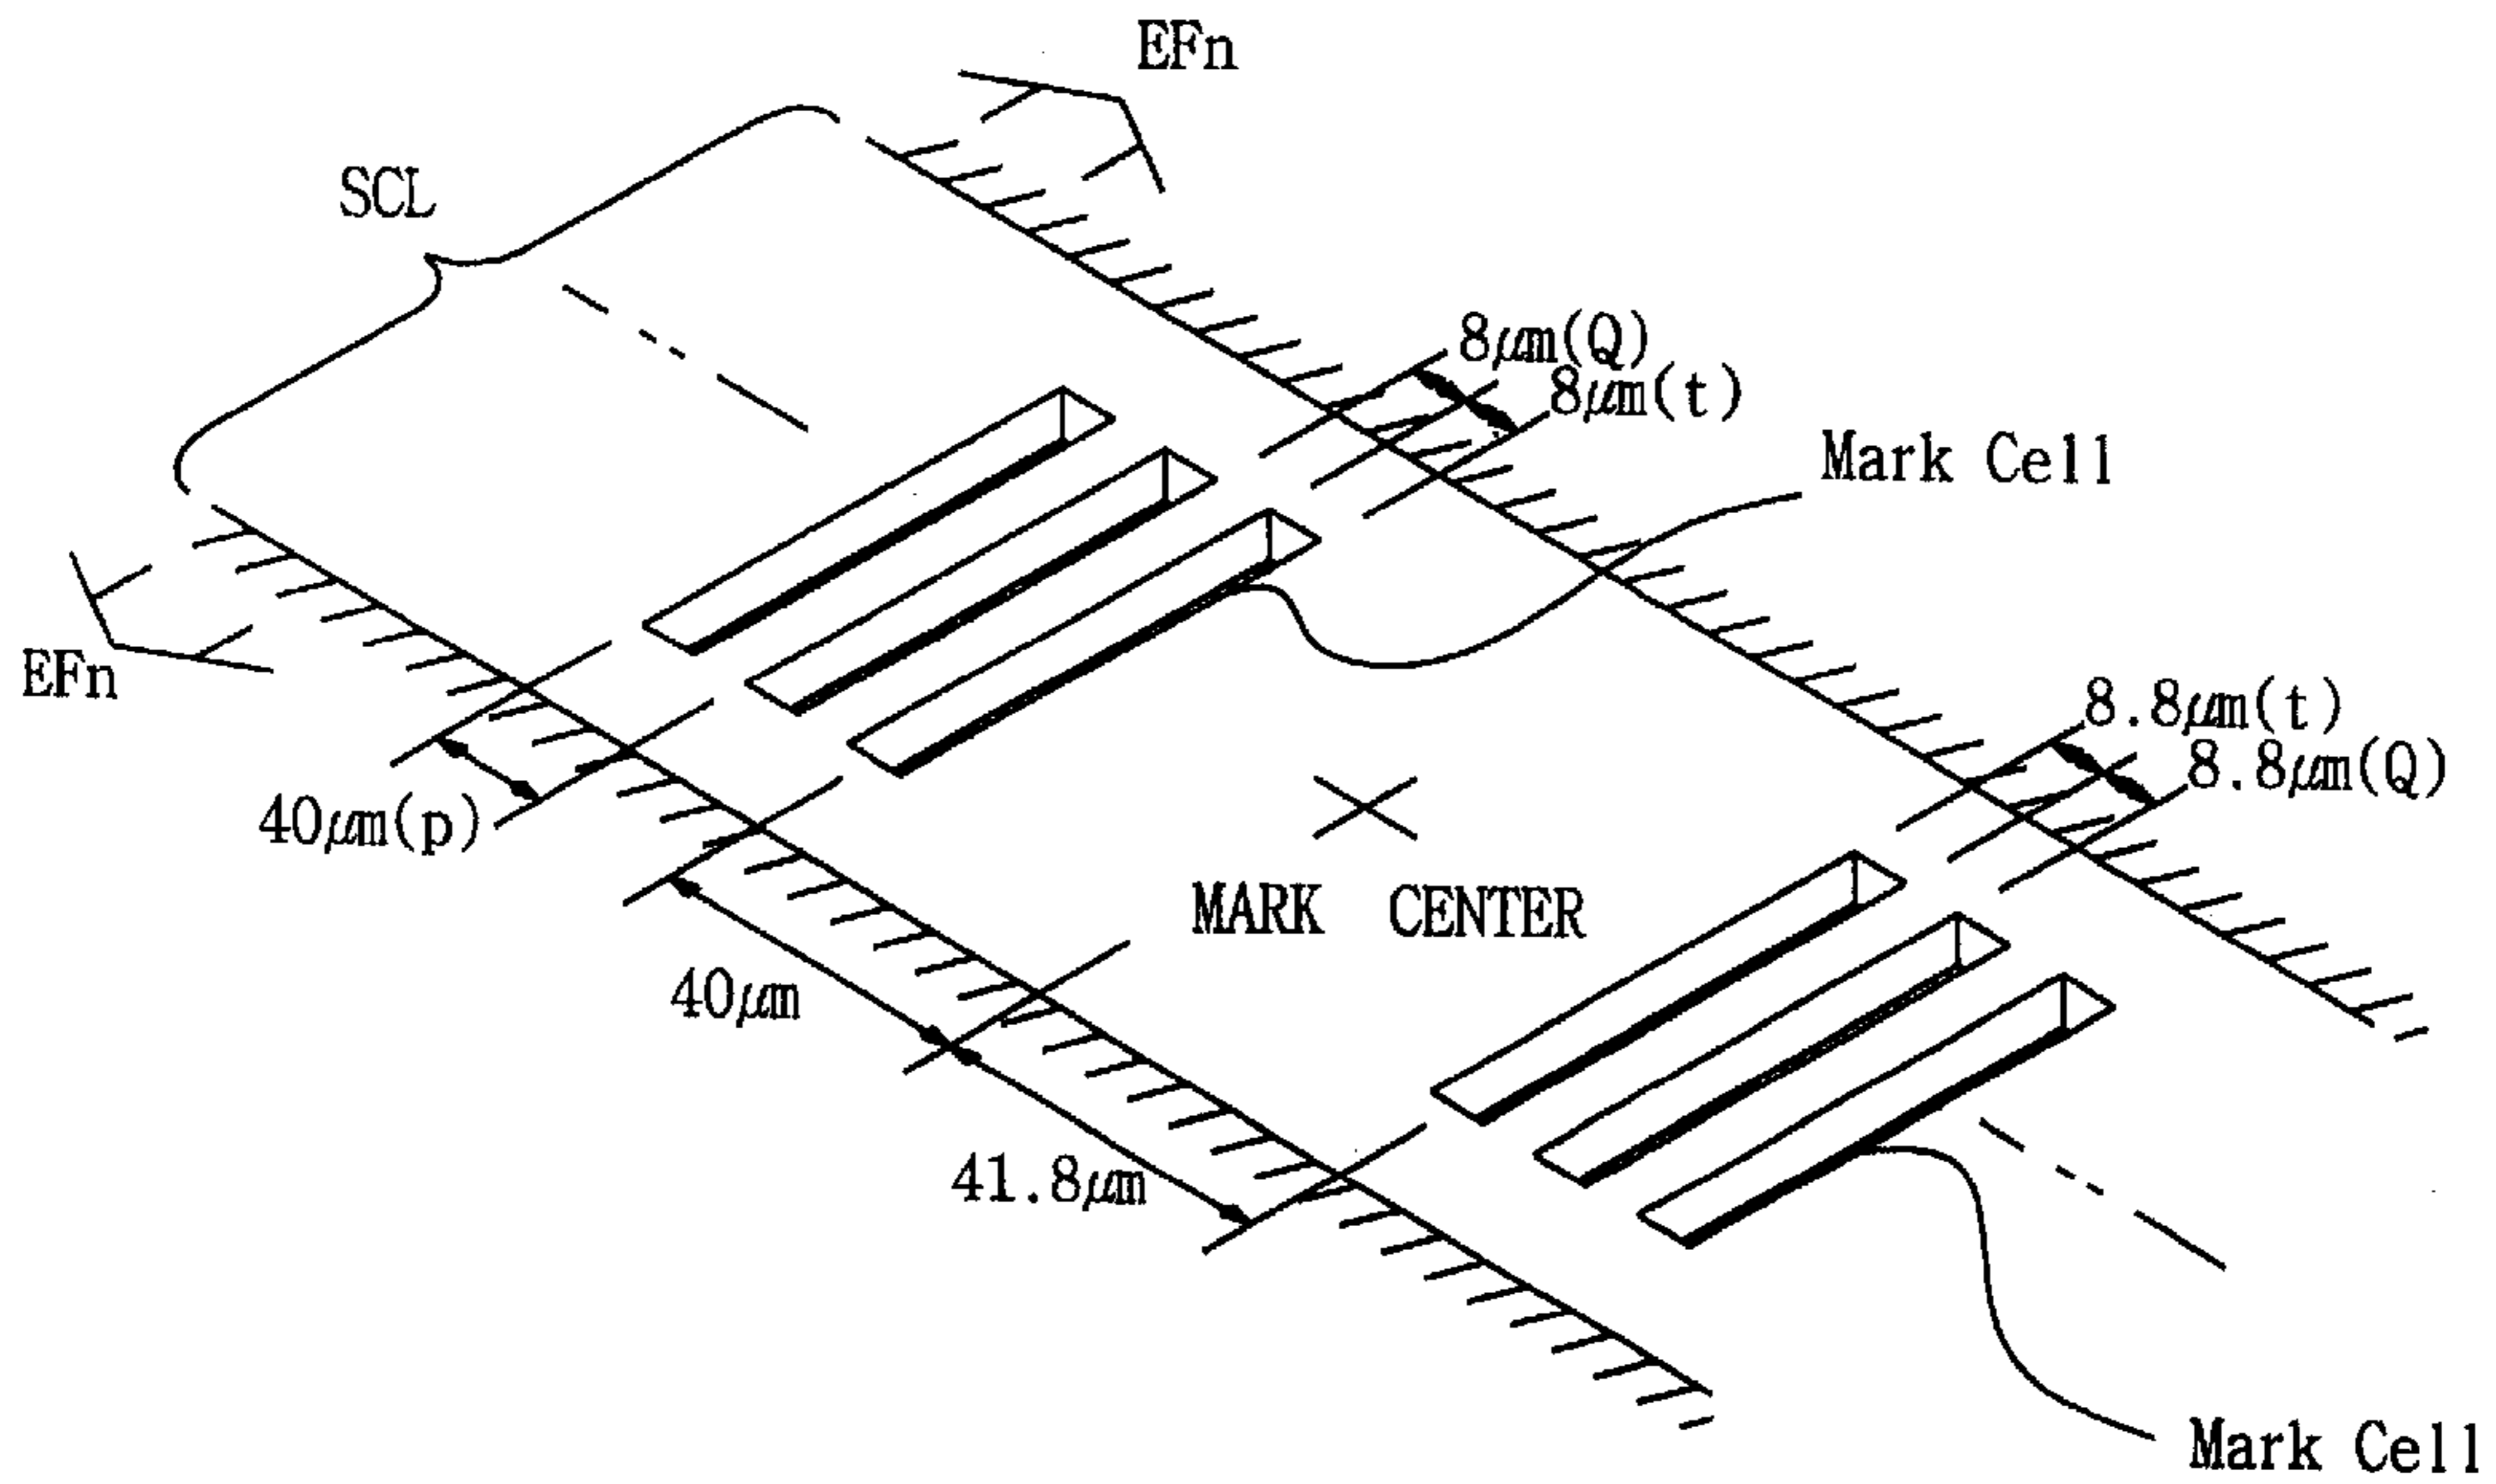 EFn
SCL
8μm(Q)
8μm(t)
Mark Cell
EFn
8.8μm(t)
8.8μm(Q)
40μm(p)
MARK CENTER
40μm
41.8μm
Mark Cell